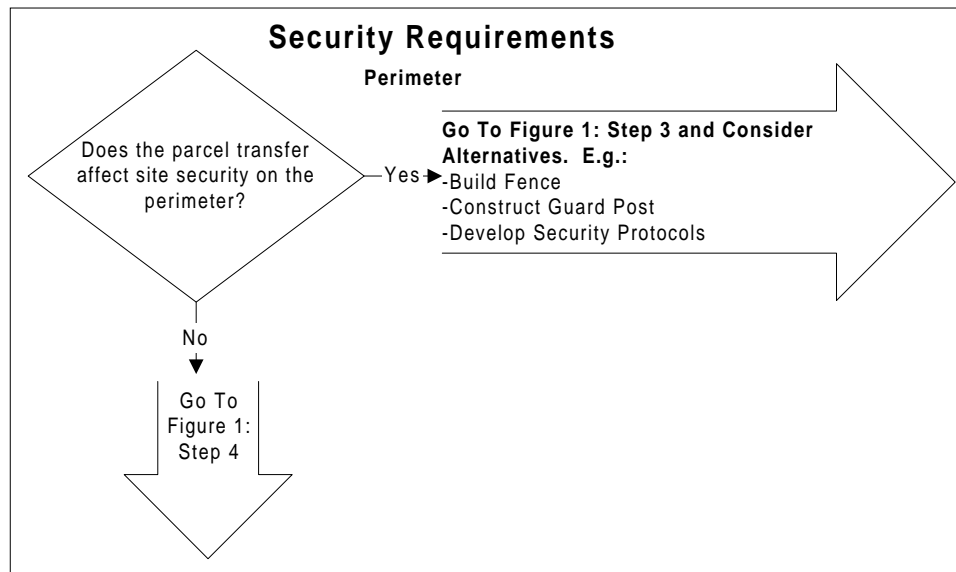 Security Requirements
Perimeter
Does the parcel transfer
affect site security on the
perimeter?
Yes
Go To Figure 1: Step 3 and Consider
Alternatives. E.g.:
-Build Fence
-Construct Guard Post
-Develop Security Protocols
No
Go To
Figure 1:
Step 4